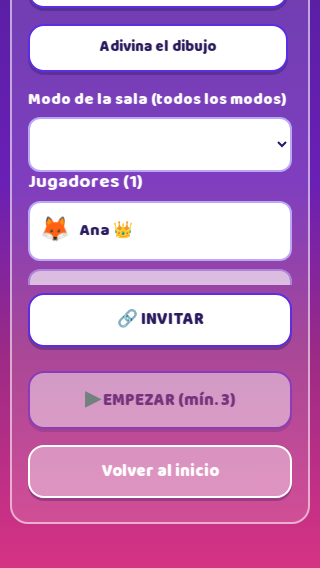 Adivina el dibujo
Modo de la sala (todos los modos)
Jugadores (1)
Ana
INVITAR
EMPEZAR (mín. 3)
Volver al inicio